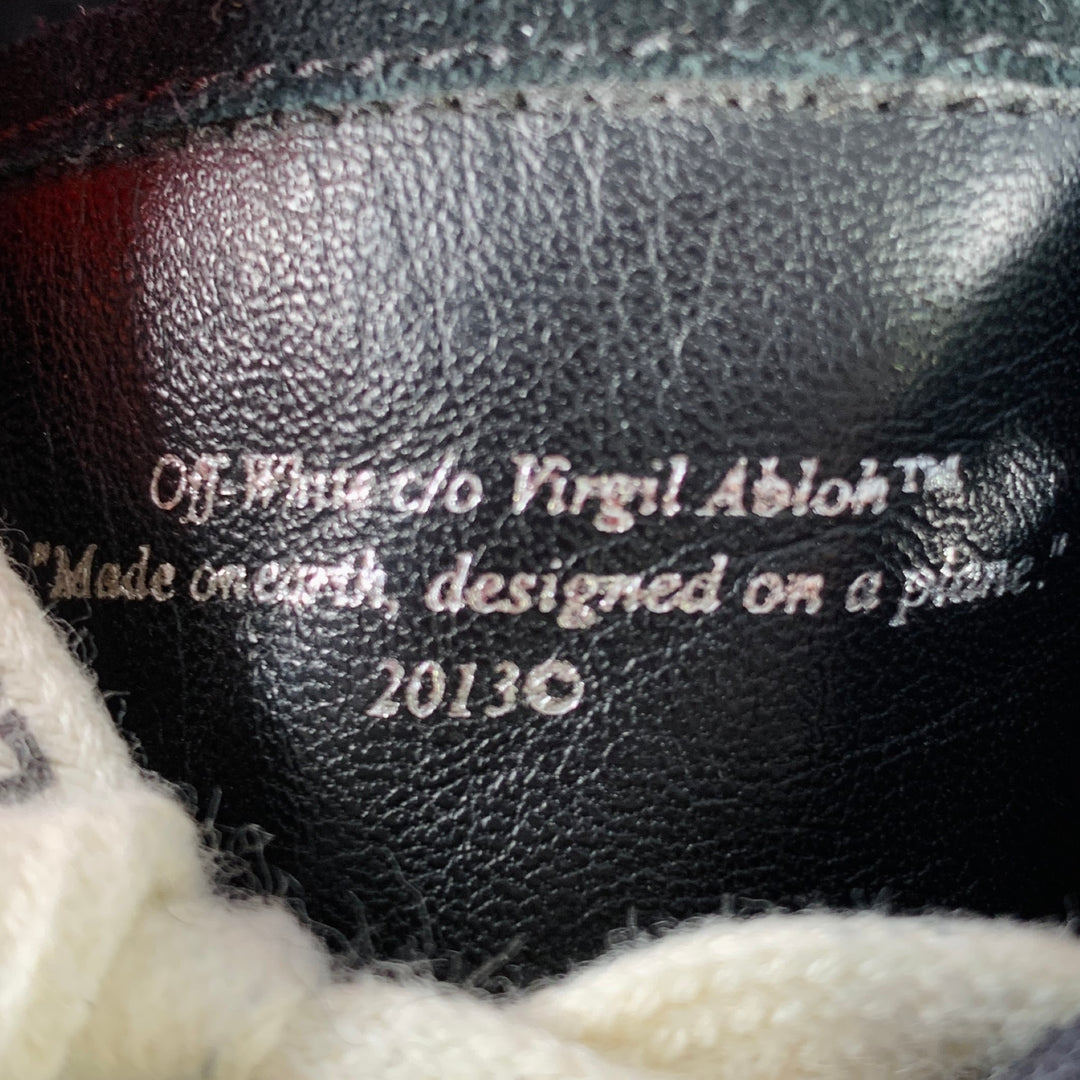 Off-White c/o Virgil Abloh™
"Made on earth, designed on a plane."
2013©